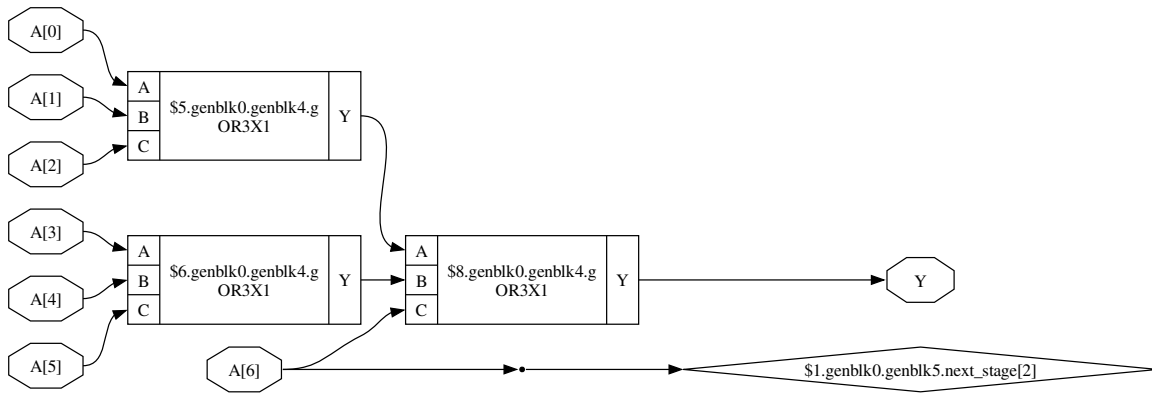 A[0]
A[1]
A[2]
A
B
C
$5.genblk0.genblk4.g
OR3X1
Y
A[3]
A[4]
A[5]
A
B
C
$6.genblk0.genblk4.g
OR3X1
Y
A
B
C
$8.genblk0.genblk4.g
OR3X1
Y
Y
A[6]
$1.genblk0.genblk5.next_stage[2]